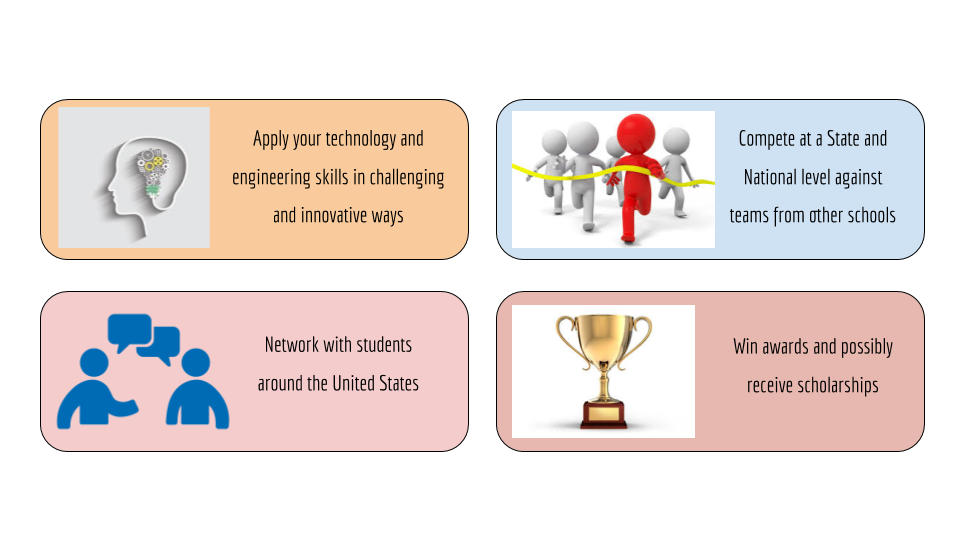 Apply your technology and
engineering skills in challenging
and innovative ways
Compete at a State and
National level against
teams from other schools
Network with students
around the United States
Win awards and possibly
receive scholarships